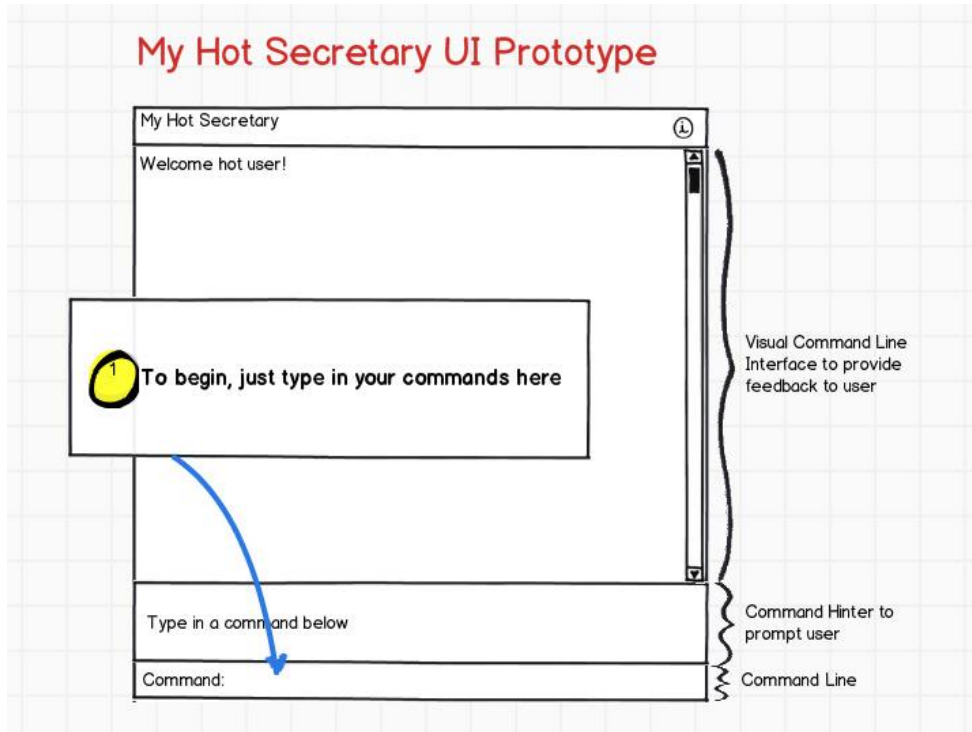 My Hot Secretary UI Prototype
My Hot Secretary
i
Welcome hot user!
1
To begin, just type in your commands here
Visual Command Line
Interface to provide
feedback to user
Type in a command below
Command Hinter to
prompt user
Command:
Command Line